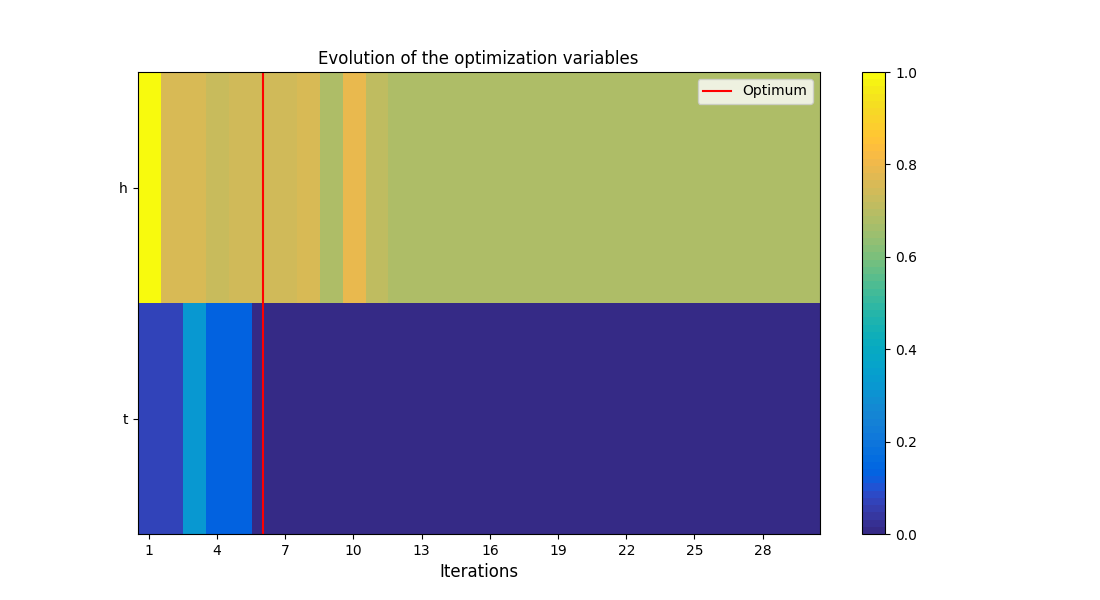 Evolution of the optimization variables
Optimum
h
t
1 4 7 10 13 16 19 22 25 28
Iterations
1.0
0.8
0.6
0.4
0.2
0.0